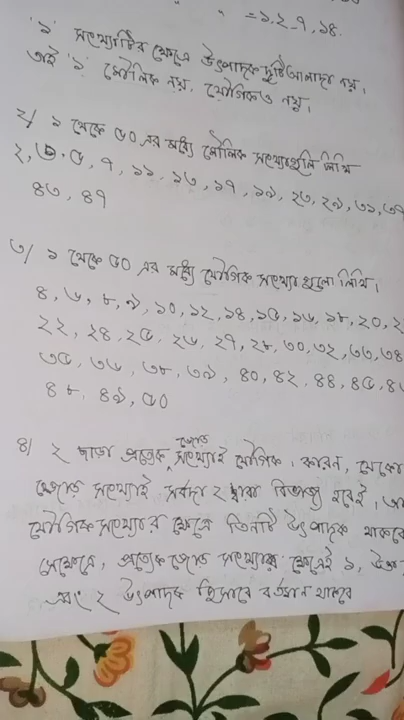 = ১, ২, ৭, ১৪.
'১' সংখ্যাটির ক্ষেত্রে উৎপাদক দুটি আলাদা নয়।
তাই '১' মৌলিক নয়, যৌগিকও নয়।
২/ ১ থেকে ৫০ এর মধ্যে মৌলিক সংখ্যাগুলি লিখি
২, ৩, ৫, ৭, ১১, ১৩, ১৭, ১৯, ২৩, ২৯, ৩১, ৩৭
৪৩, ৪৭
৩/ ১ থেকে ৫০ এর মধ্যে যৌগিক সংখ্যা গুলো লিখি।
৪, ৬, ৮, ৯, ১০, ১২, ১৪, ১৫, ১৬, ১৮, ২০, ২
২২, ২৪, ২৫, ২৬, ২৭, ২৮, ৩০, ৩২, ৩৩, ৩৪
৩৫, ৩৬, ৩৮, ৩৯, ৪০, ৪২, ৪৪, ৪৫, ৪
৪৮, ৪৯, ৫০
৪/ ২ ছাড়া প্রত্যেক জোড় সংখ্যাই যৌগিক। কারন, যেকো
জোড় সংখ্যাই সর্বদা ২ দ্বারা বিভাজ্য হবেই।
যৌগিক সংখ্যার ক্ষেত্রে তিনটি উৎপাদক থাকবে
সেক্ষেত্রে, প্রত্যেক জোড় সংখ্যার ক্ষেত্রেই ১,
এবং ২ উৎপাদক হিসাবে বর্তমান থাকবে